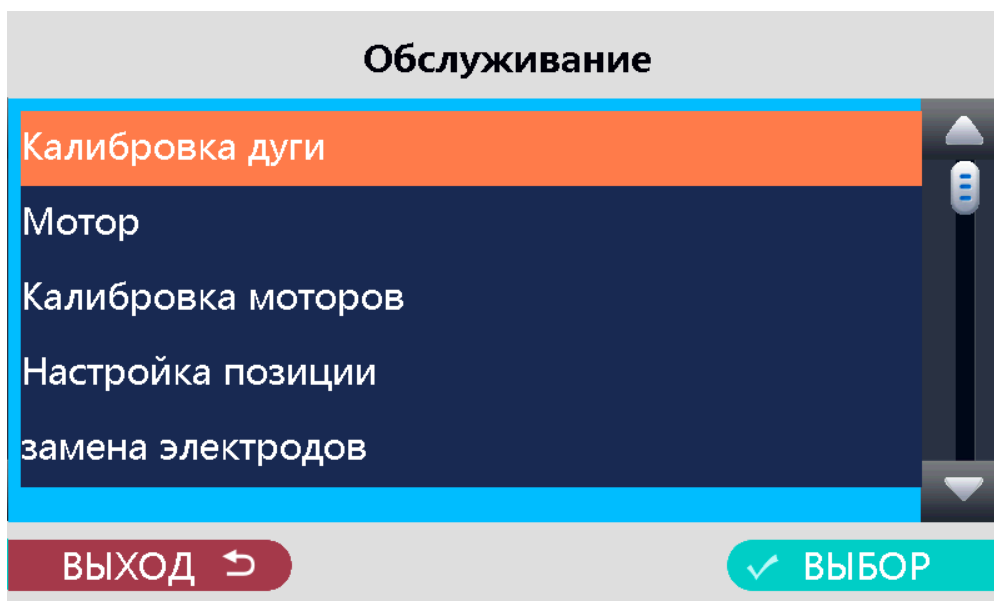 Обслуживание
Калибровка дуги
Мотор
Калибровка моторов
Настройка позиции
замена электродов
ВЫХОД
ВЫБОР